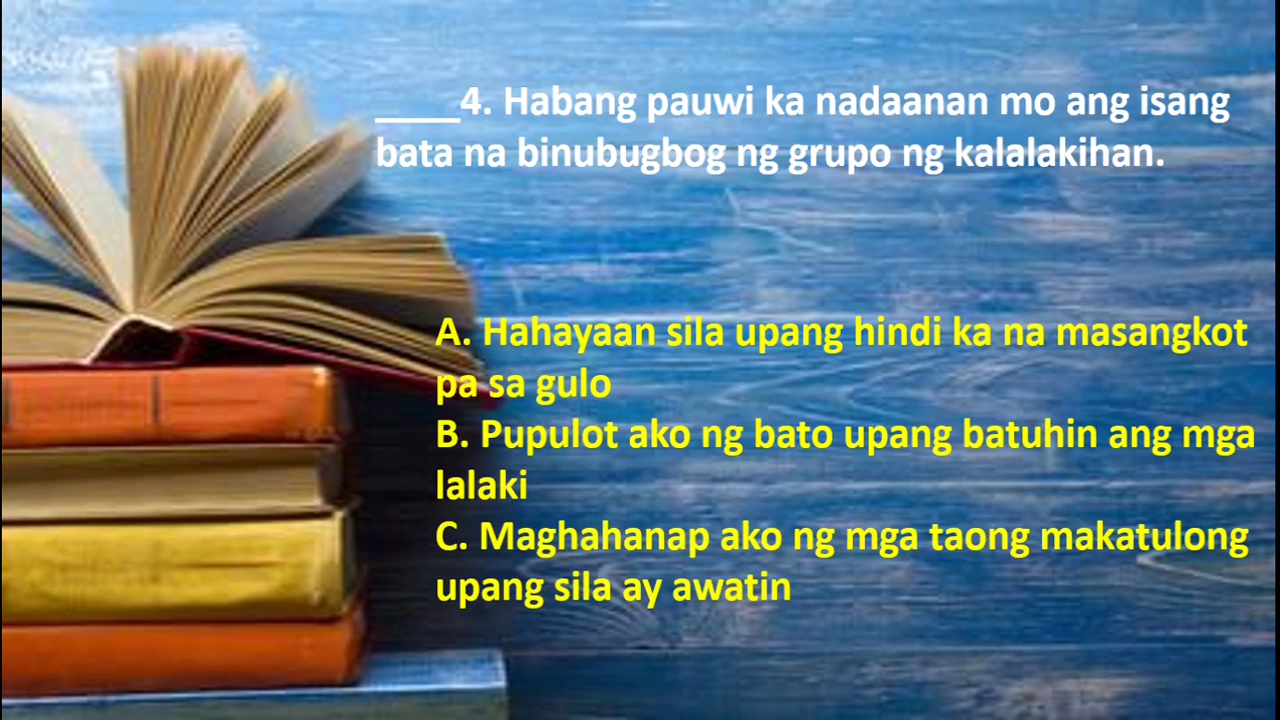 ____4. Habang pauwi ka nadaanan mo ang isang
bata na binubugbog ng grupo ng kalalakihan.
A. Hahayaan sila upang hindi ka na masangkot
pa sa gulo
B. Pupulot ako ng bato upang batuhin ang mga
lalaki
C. Maghahanap ako ng mga taong makatulong
upang sila ay awatin